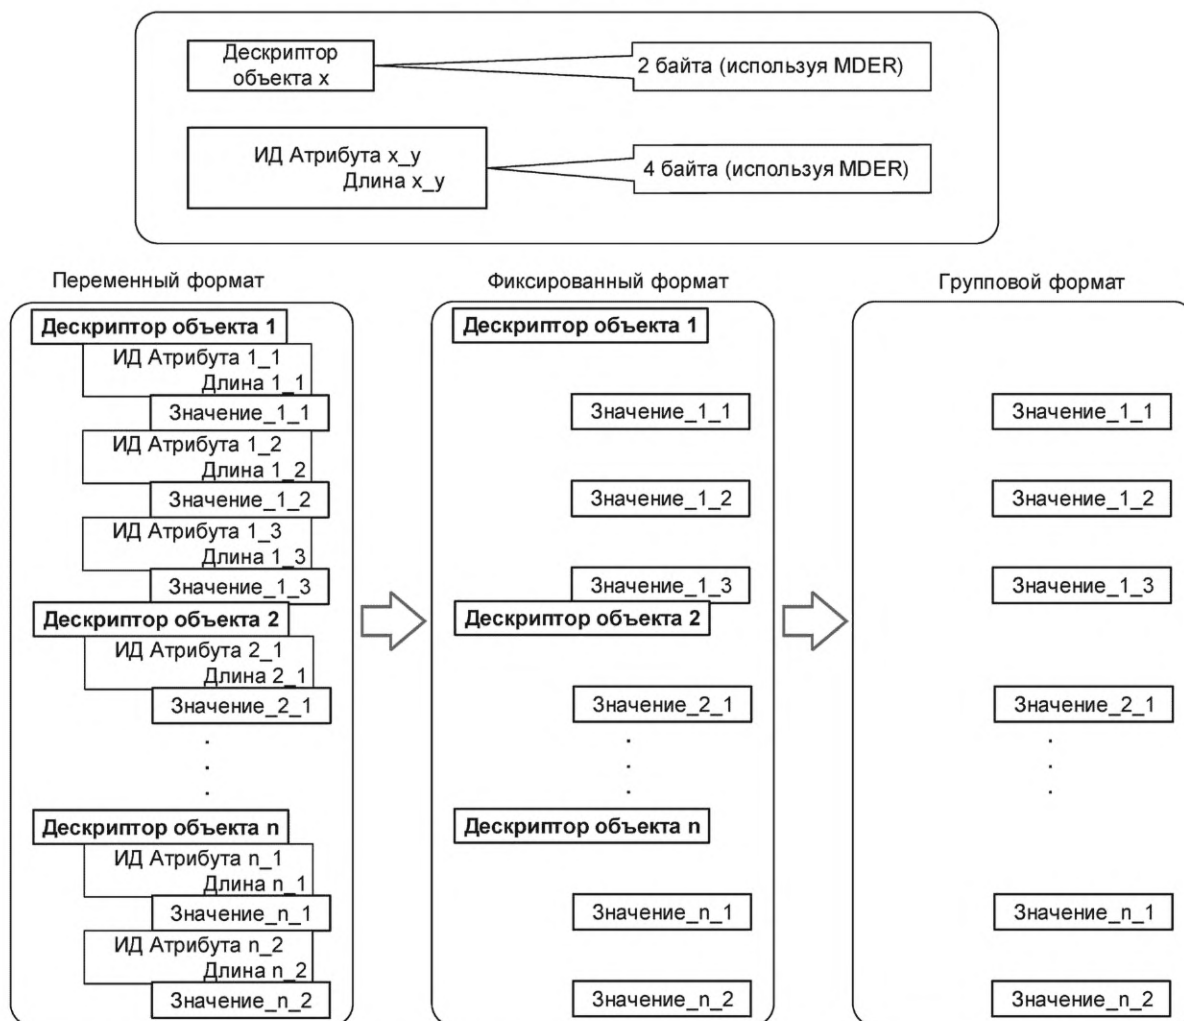 Дескриптор
объекта x
2 байта (используя MDER)
ИД Атрибута x_y
Длина x_y
4 байта (используя MDER)
Переменный формат
Дескриптор объекта 1
ИД Атрибута 1_1
Длина 1_1
Значение_1_1
ИД Атрибута 1_2
Длина 1_2
Значение_1_2
ИД Атрибута 1_3
Длина 1_3
Значение_1_3
Дескриптор объекта 2
ИД Атрибута 2_1
Длина 2_1
Значение_2_1
.
.
.
Дескриптор объекта n
ИД Атрибута n_1
Длина n_1
Значение_n_1
ИД Атрибута n_2
Длина n_2
Значение_n_2
Фиксированный формат
Дескриптор объекта 1
Значение_1_1
Значение_1_2
Значение_1_3
Дескриптор объекта 2
Значение_2_1
.
.
.
Дескриптор объекта n
Значение_n_1
Значение_n_2
Групповой формат
Значение_1_1
Значение_1_2
Значение_1_3
Значение_2_1
.
.
.
Значение_n_1
Значение_n_2